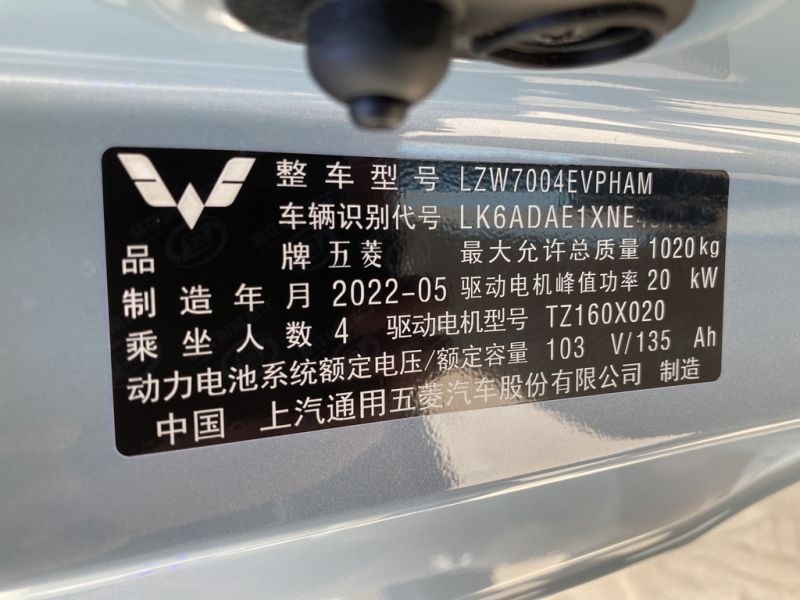 整车型号 LZW7004EVPHAM
车辆识别代号 LK6ADAE1XNE
品牌 五菱 最大允许总质量 1020kg
制造年月 2022-05 驱动电机峰值功率 20 kW
乘坐人数 4 驱动电机型号 TZ160X020
动力电池系统额定电压/额定容量 103 V/135 Ah
中国 上汽通用五菱汽车股份有限公司 制造